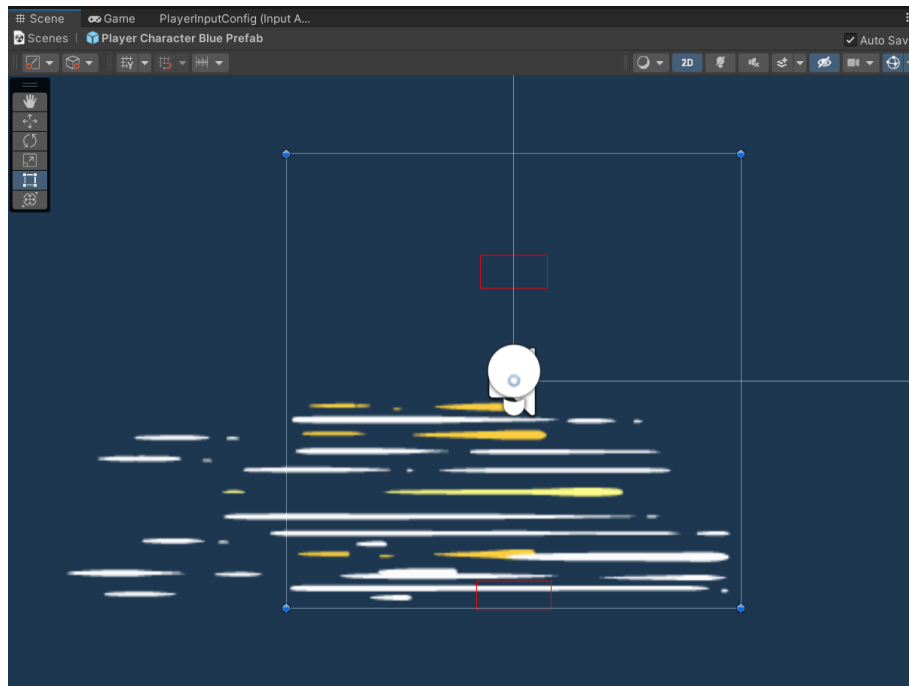 Scene Game PlayerInputConfig (Input A...
Scenes | Player Character Blue Prefab
Auto Sav
2D